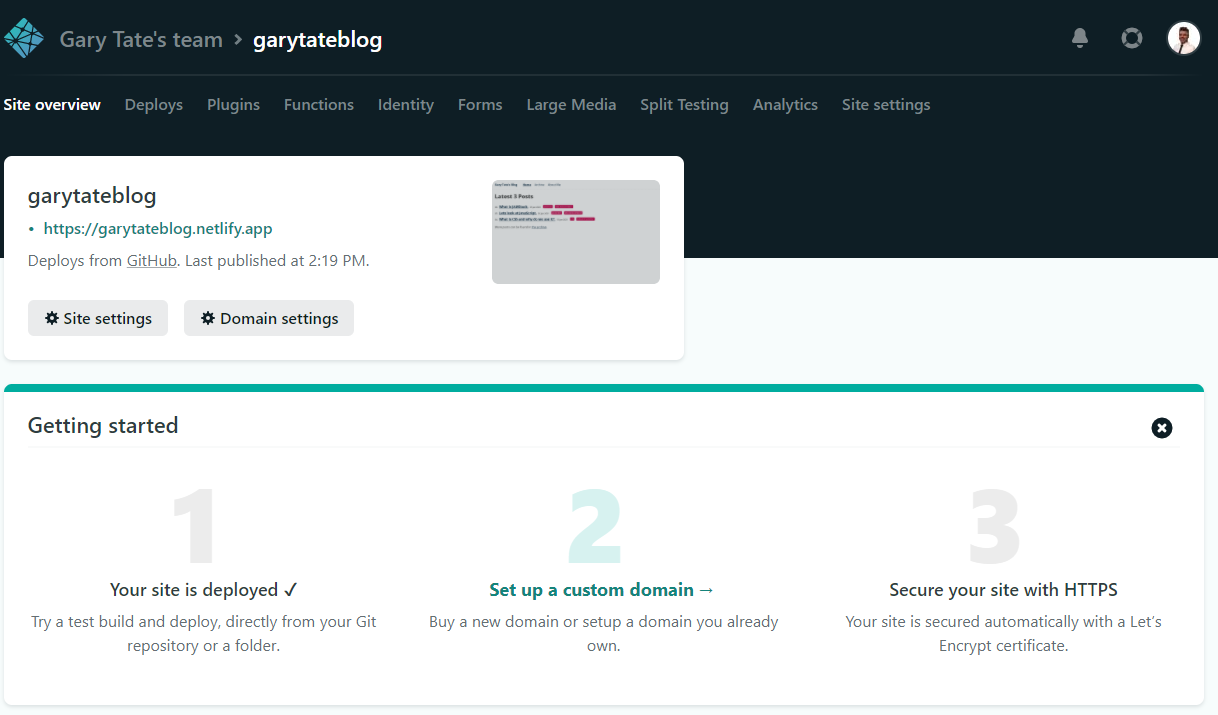 Gary Tate's team > garytateblog
Site overview Deploys Plugins Functions Identity Forms Large Media Split Testing Analytics Site settings
garytateblog
• https://garytateblog.netlify.app
Deploys from GitHub. Last published at 2:19 PM.
Site settings Domain settings
Latest 3 Posts
Getting started
1
Your site is deployed ✓
Try a test build and deploy, directly from your Git
repository or a folder.
2
Set up a custom domain →
Buy a new domain or setup a domain you already
own.
3
Secure your site with HTTPS
Your site is secured automatically with a Let’s
Encrypt certificate.